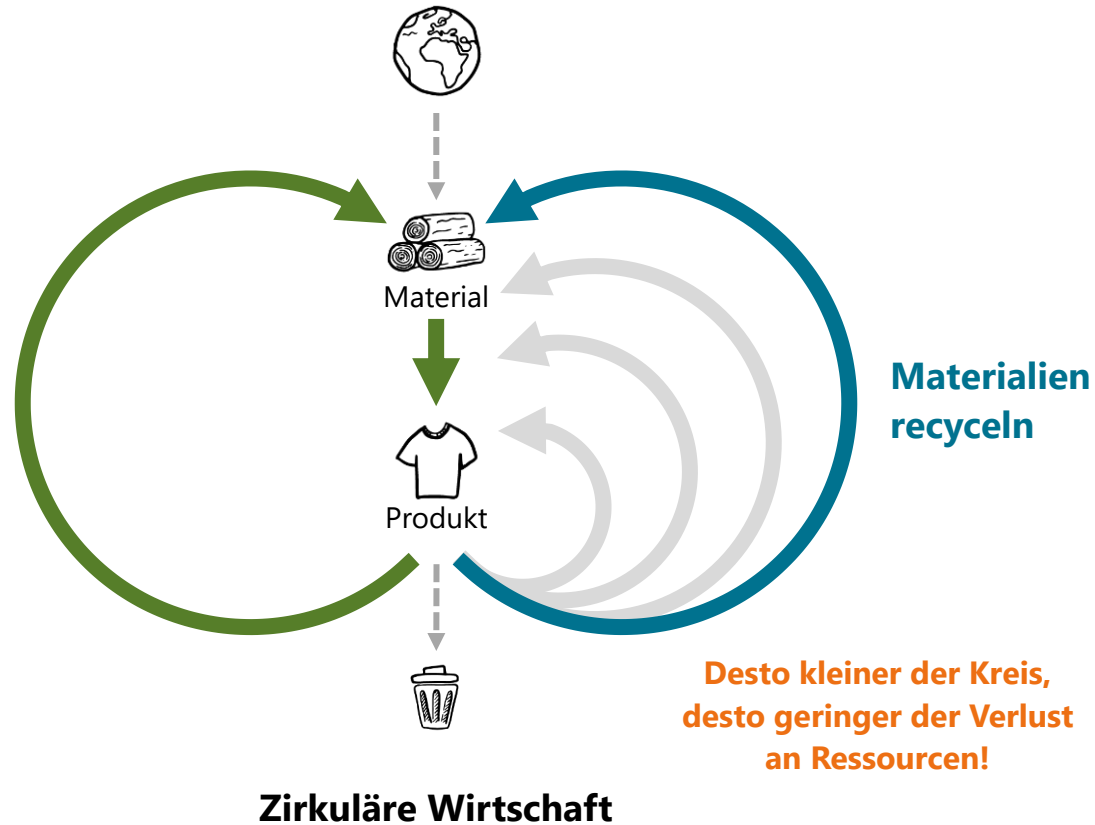 Material
Materialien
recyceln
Produkt
Desto kleiner der Kreis,
desto geringer der Verlust
an Ressourcen!
Zirkuläre Wirtschaft